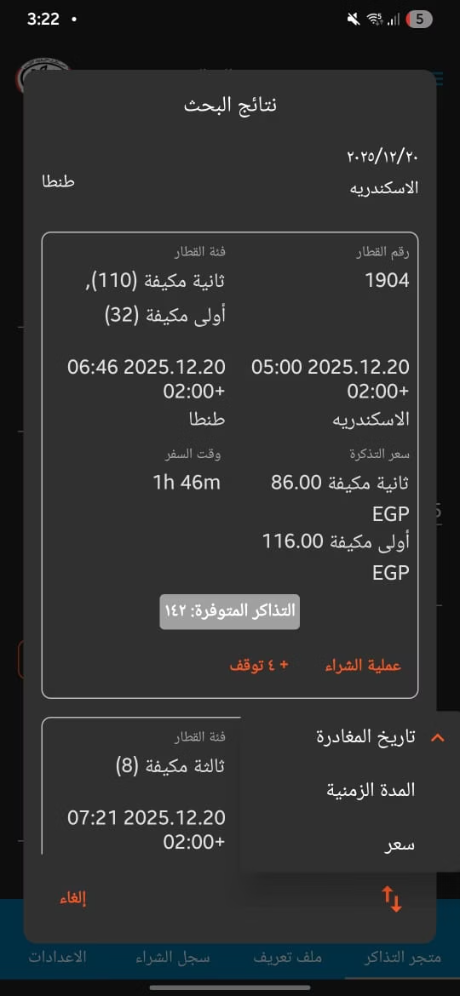 3:22
5
نتائج البحث
٢٠٢٥/١٢/٢٠
الاسكندريه
طنطا
رقم القطار
فئة القطار
1904
ثانية مكيفة (110),
أولى مكيفة (32)
05:00 2025.12.20
+02:00
الاسكندريه
06:46 2025.12.20
+02:00
طنطا
سعر التذكرة
وقت السفر
ثانية مكيفة 86.00
EGP
أولى مكيفة 116.00
EGP
1h 46m
التذاكر المتوفرة: ١٤٢
عملية الشراء
+ ٤ توقف
فئة القطار
ثالثة مكيفة (8)
07:21 2025.12.20
+02:00
تاريخ المغادرة
المدة الزمنية
سعر
إلغاء
متجر التذاكر
ملف تعريف
سجل الشراء
الاعدادات